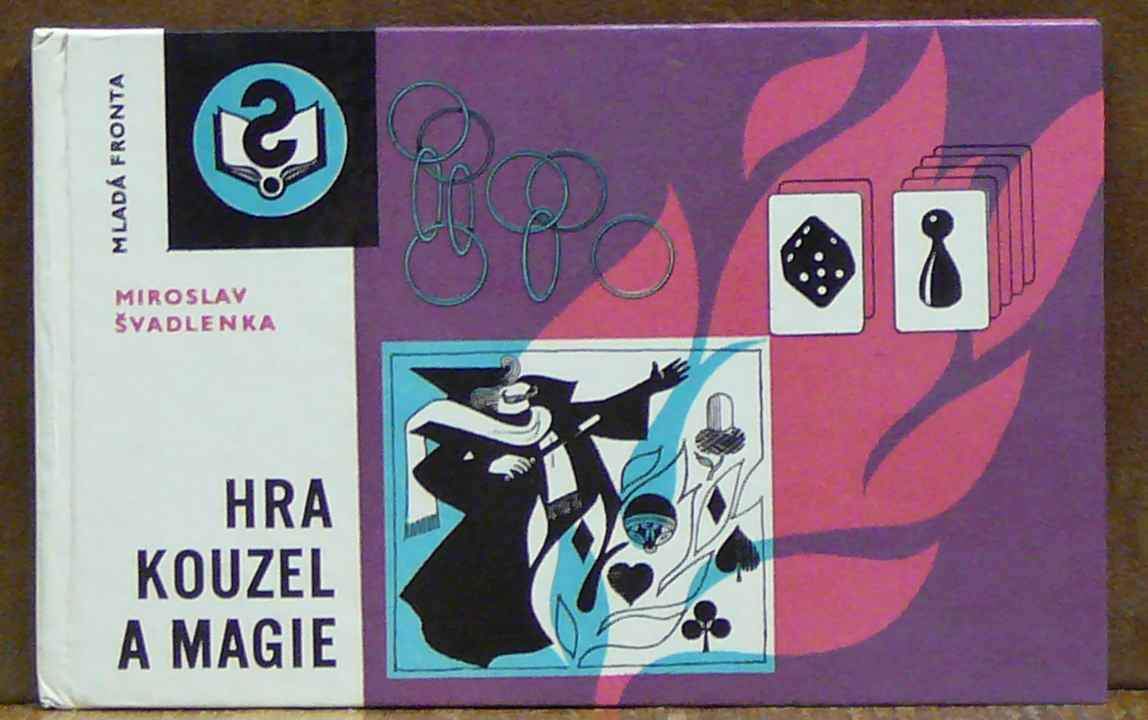 MLADÁ FRONTA
MIROSLAV
ŠVADLENKA
HRA
KOUZEL
A MAGIE